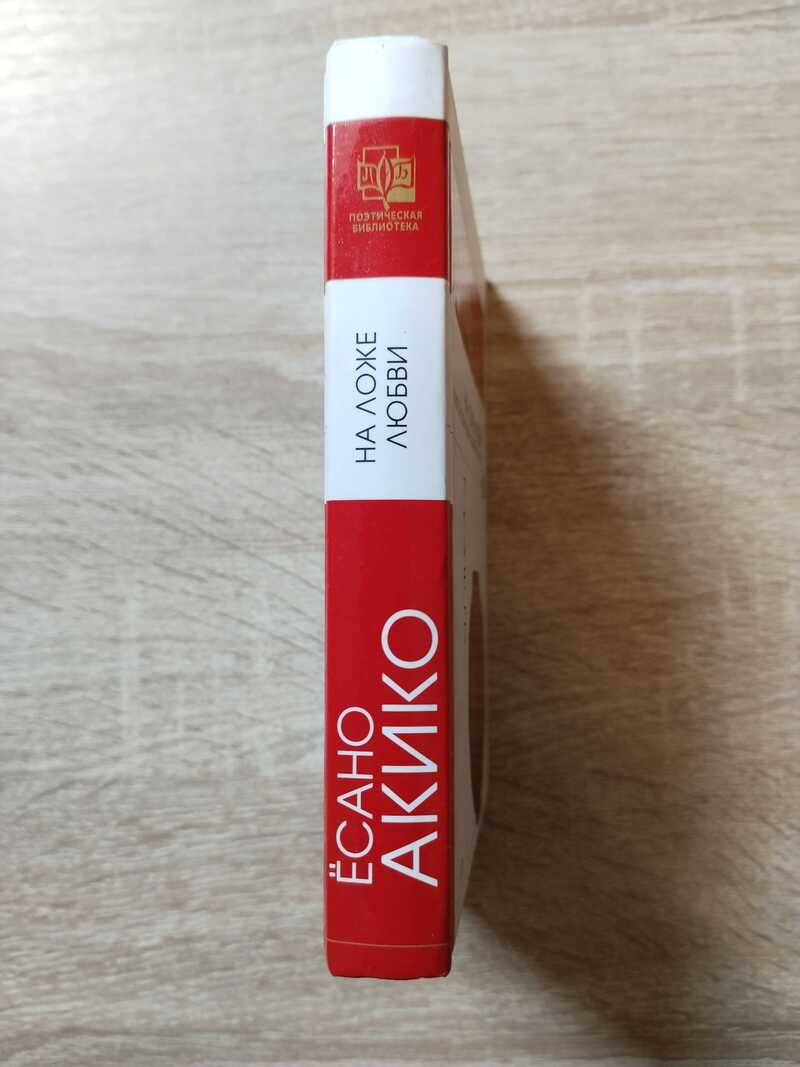 ПОЭТИЧЕСКАЯ
БИБЛИОТЕКА
НА ЛОЖЕ
ЛЮБВИ
ЁСАНО
АКИКО